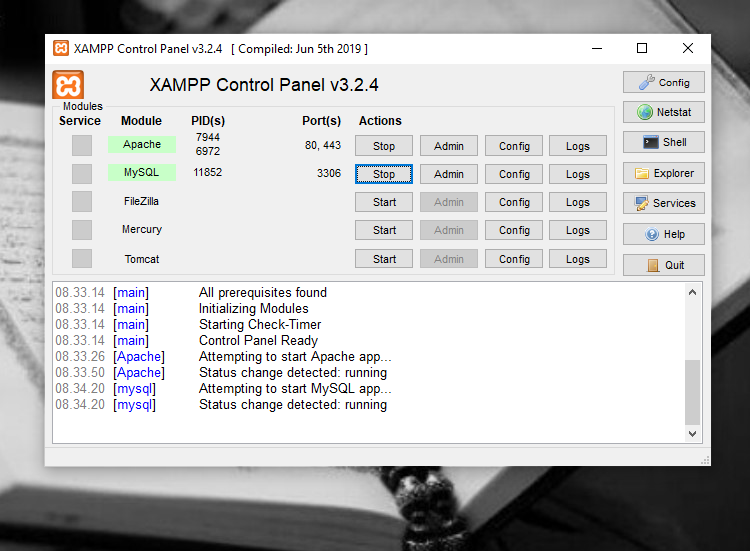 XAMPP Control Panel v3.2.4 [ Compiled: Jun 5th 2019 ]
XAMPP Control Panel v3.2.4
Config
Modules
Service Module PID(s) Port(s) Actions
Netstat
Apache 7944 6972 80, 443 Stop Admin Config Logs
Shell
MySQL 11852 3306 Stop Admin Config Logs
Explorer
FileZilla Start Admin Config Logs
Services
Mercury Start Admin Config Logs
Help
Tomcat Start Admin Config Logs
Quit
08.33.14 [main] All prerequisites found
08.33.14 [main] Initializing Modules
08.33.14 [main] Starting Check-Timer
08.33.14 [main] Control Panel Ready
08.33.26 [Apache] Attempting to start Apache app...
08.33.50 [Apache] Status change detected: running
08.34.20 [mysql] Attempting to start MySQL app...
08.34.20 [mysql] Status change detected: running